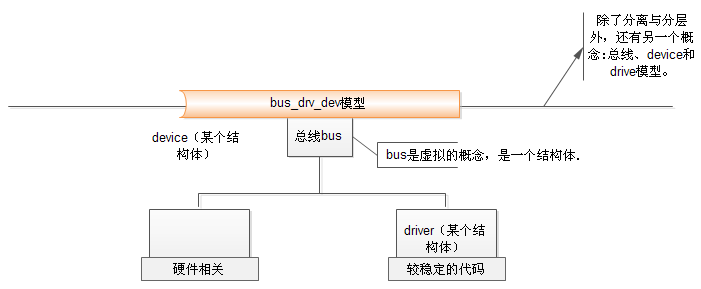 除了分离与分层
外，还有另一个概
念:总线、device和
drive模型。
bus_drv_dev模型
device（某个结
构体）
总线bus
bus是虚拟的概念，是一个结构体.
driver（某个结
构体）
硬件相关
较稳定的代码